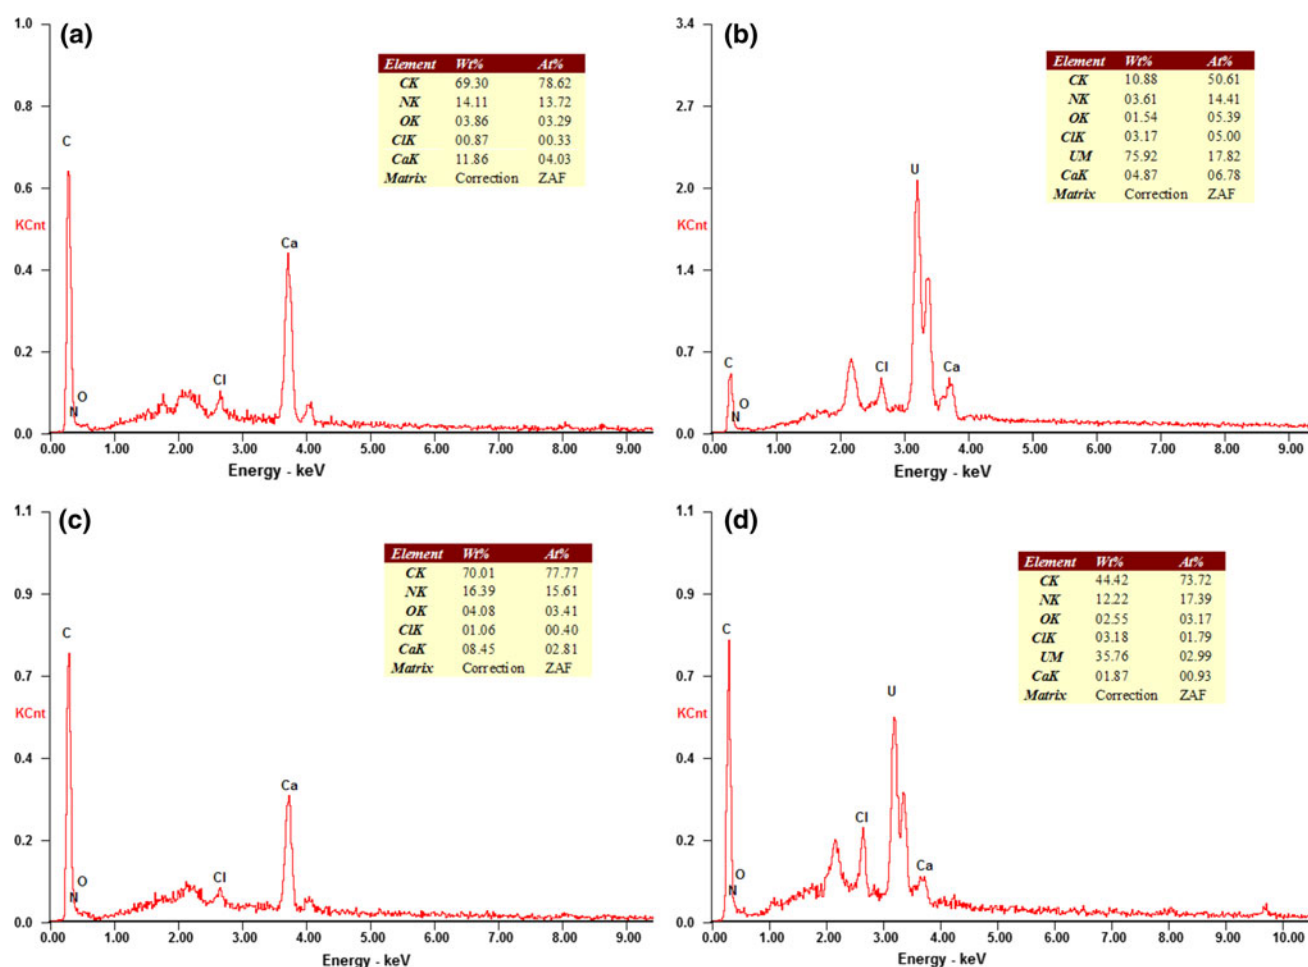 (a)
1.0
0.8
0.6
KCnt
0.4
0.2
0.0
C
O
N
Cl
Ca
Element Wt% At%
CK 69.30 78.62
NK 14.11 13.72
OK 03.86 03.29
ClK 00.87 00.33
CaK 11.86 04.03
Matrix Correction ZAF
0.00 1.00 2.00 3.00 4.00 5.00 6.00 7.00 8.00 9.00
Energy - keV
(b)
3.4
2.7
2.0
KCnt
1.4
0.7
0.0
C
O
N
Cl
U
Ca
Element Wt% At%
CK 10.88 50.61
NK 03.61 14.41
OK 01.54 05.39
ClK 03.17 05.00
UM 75.92 17.82
CaK 04.87 06.78
Matrix Correction ZAF
0.00 1.00 2.00 3.00 4.00 5.00 6.00 7.00 8.00 9.00
Energy - keV
(c)
1.1
0.9
0.7
KCnt
0.4
0.2
0.0
C
O
N
Cl
Ca
Element Wt% At%
CK 70.01 77.77
NK 16.39 15.61
OK 04.08 03.41
ClK 01.06 00.40
CaK 08.45 02.81
Matrix Correction ZAF
0.00 1.00 2.00 3.00 4.00 5.00 6.00 7.00 8.00 9.00
Energy - keV
(d)
1.1
0.9
0.7
KCnt
0.4
0.2
0.0
C
O
N
Cl
U
Ca
Element Wt% At%
CK 44.42 73.72
NK 12.22 17.39
OK 02.55 03.17
ClK 03.18 01.79
UM 35.76 02.99
CaK 01.87 00.93
Matrix Correction ZAF
0.00 1.00 2.00 3.00 4.00 5.00 6.00 7.00 8.00 9.00 10.00
Energy - keV